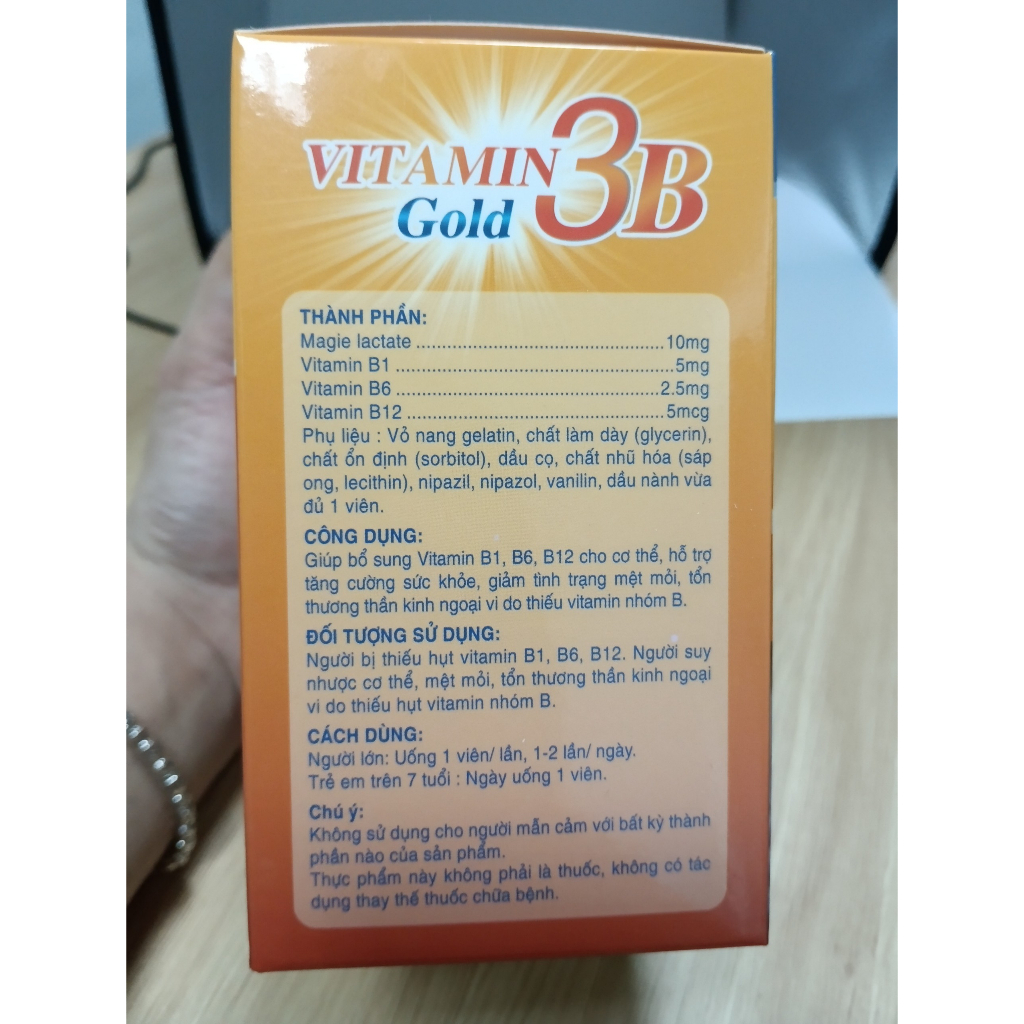 VITAMIN 3B
Gold
THÀNH PHẦN:
Magie lactate ..................................................10mg
Vitamin B1 ........................................................5mg
Vitamin B6 .....................................................2.5mg
Vitamin B12 ....................................................5mcg
Phụ liệu : Vỏ nang gelatin, chất làm dày (glycerin),
chất ổn định (sorbitol), dầu cọ, chất nhũ hóa (sáp
ong, lecithin), nipazil, nipazol, vanilin, dầu nành vừa
đủ 1 viên.
CÔNG DỤNG:
Giúp bổ sung Vitamin B1, B6, B12 cho cơ thể, hỗ trợ
tăng cường sức khỏe, giảm tình trạng mệt mỏi, tổn
thương thần kinh ngoại vi do thiếu vitamin nhóm B.
ĐỐI TƯỢNG SỬ DỤNG:
Người bị thiếu hụt vitamin B1, B6, B12. Người suy
nhược cơ thể, mệt mỏi, tổn thương thần kinh ngoại
vi do thiếu hụt vitamin nhóm B.
CÁCH DÙNG:
Người lớn: Uống 1 viên/ lần, 1-2 lần/ ngày.
Trẻ em trên 7 tuổi : Ngày uống 1 viên.
Chú ý:
Không sử dụng cho người mẫn cảm với bất kỳ thành
phần nào của sản phẩm.
Thực phẩm này không phải là thuốc, không có tác
dụng thay thế thuốc chữa bệnh.